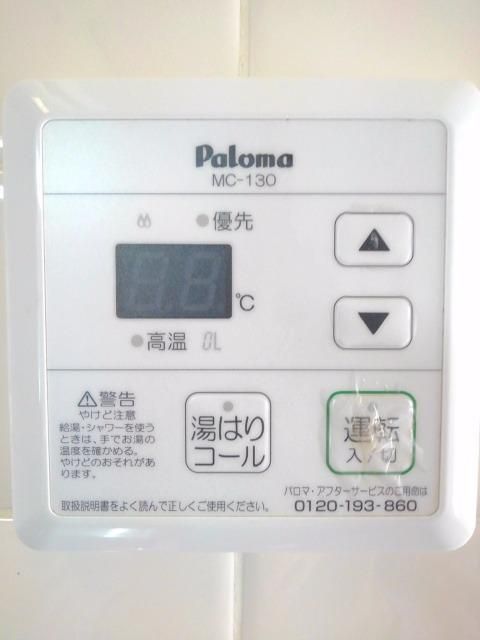 Paloma
MC-130
優先
℃
高温 0L
警告
やけど注意
給湯・シャワーを使う
ときは、手でお湯の
温度を確かめる。
やけどのおそれがあ
ります。
湯はり
コール
運転
入/切
取扱説明書をよく読んで正しくご使用ください。
パロマ・アフターサービスのご用命は
0120-193-860